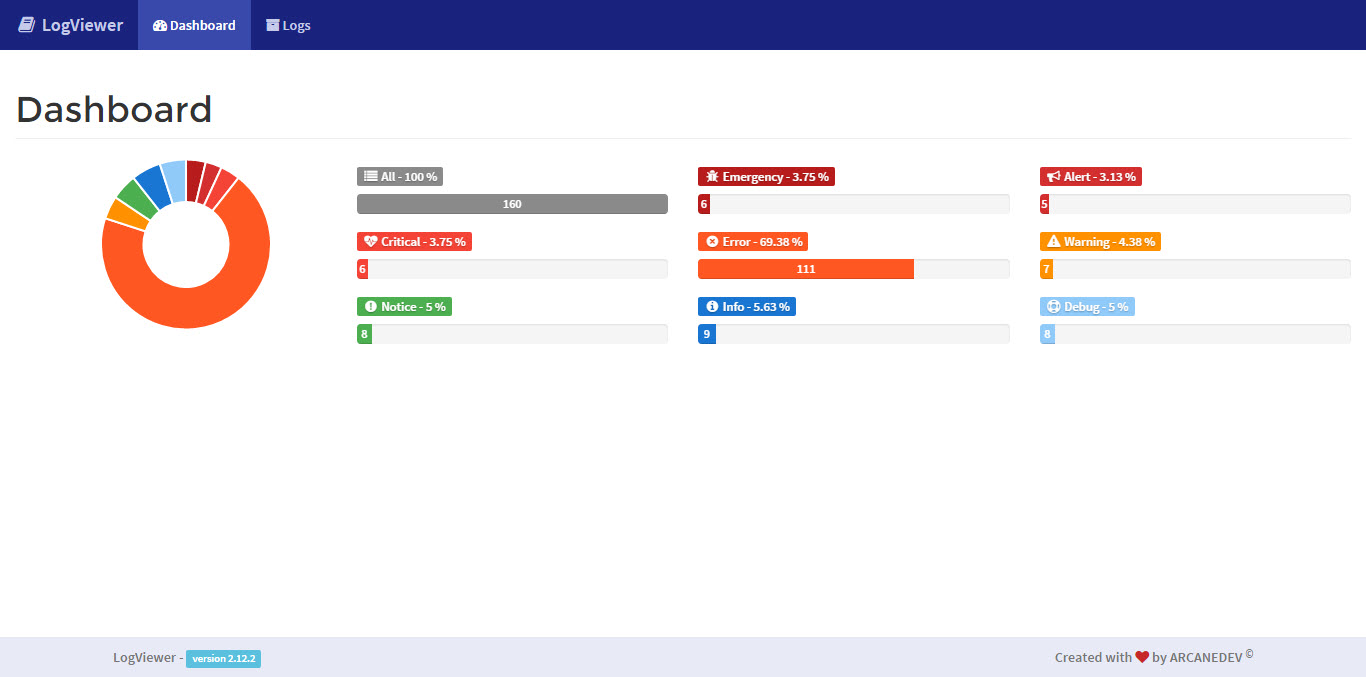 LogViewer Dashboard Logs
Dashboard
All - 100 % Emergency - 3.75 % Alert - 3.13 %
160 6 5
Critical - 3.75 % Error - 69.38 % Warning - 4.38 %
6 111 7
Notice - 5 % Info - 5.63 % Debug - 5 %
8 9 8
LogViewer - version 2.12.2 Created with ❤ by ARCANEDEV ©